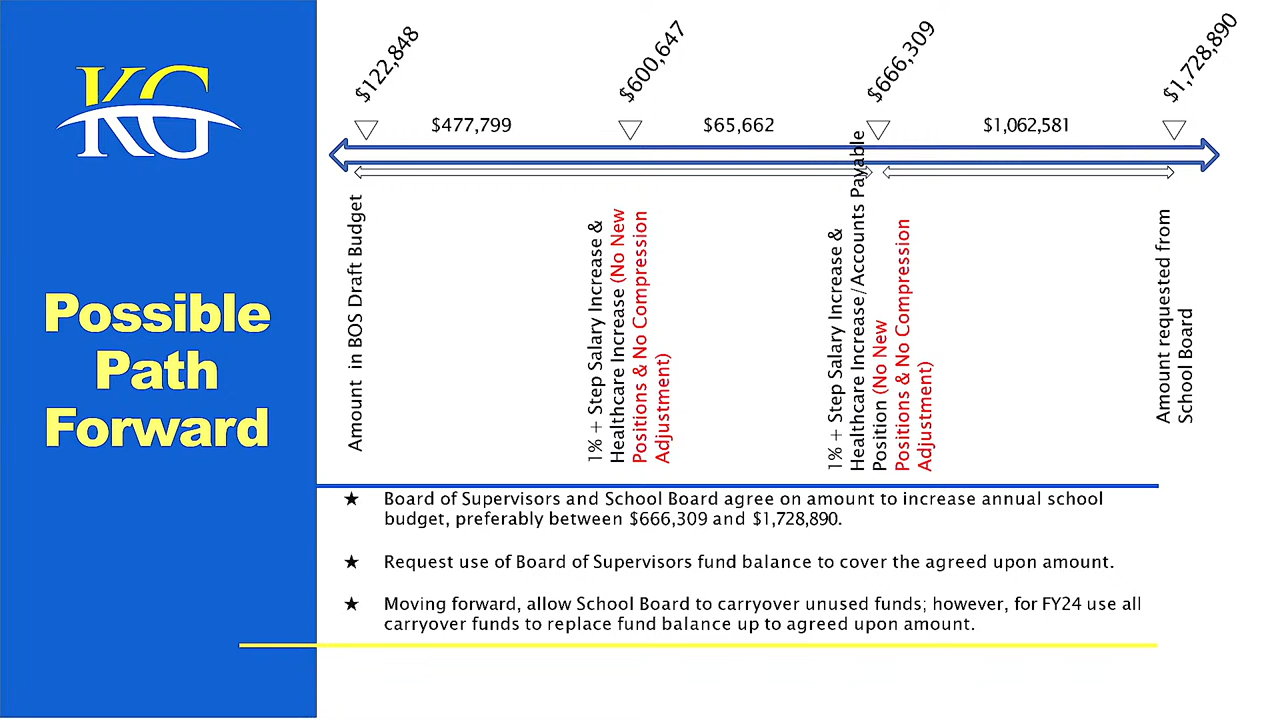 KG
Possible
Path
Forward
$122,848
$600,647
$666,309
$1,728,890
$477,799
$65,662
$1,062,581
Amount in BOS Draft Budget
1% + Step Salary Increase &
Healthcare Increase (No New
Positions & No Compression
Adjustment)
1% + Step Salary Increase &
Healthcare Increase/Accounts Payable
Position (No New
Positions & No Compression
Adjustment)
Amount requested from
School Board
★ Board of Supervisors and School Board agree on amount to increase annual school
budget, preferably between $666,309 and $1,728,890.
★ Request use of Board of Supervisors fund balance to cover the agreed upon amount.
★ Moving forward, allow School Board to carryover unused funds; however, for FY24 use all
carryover funds to replace fund balance up to agreed upon amount.